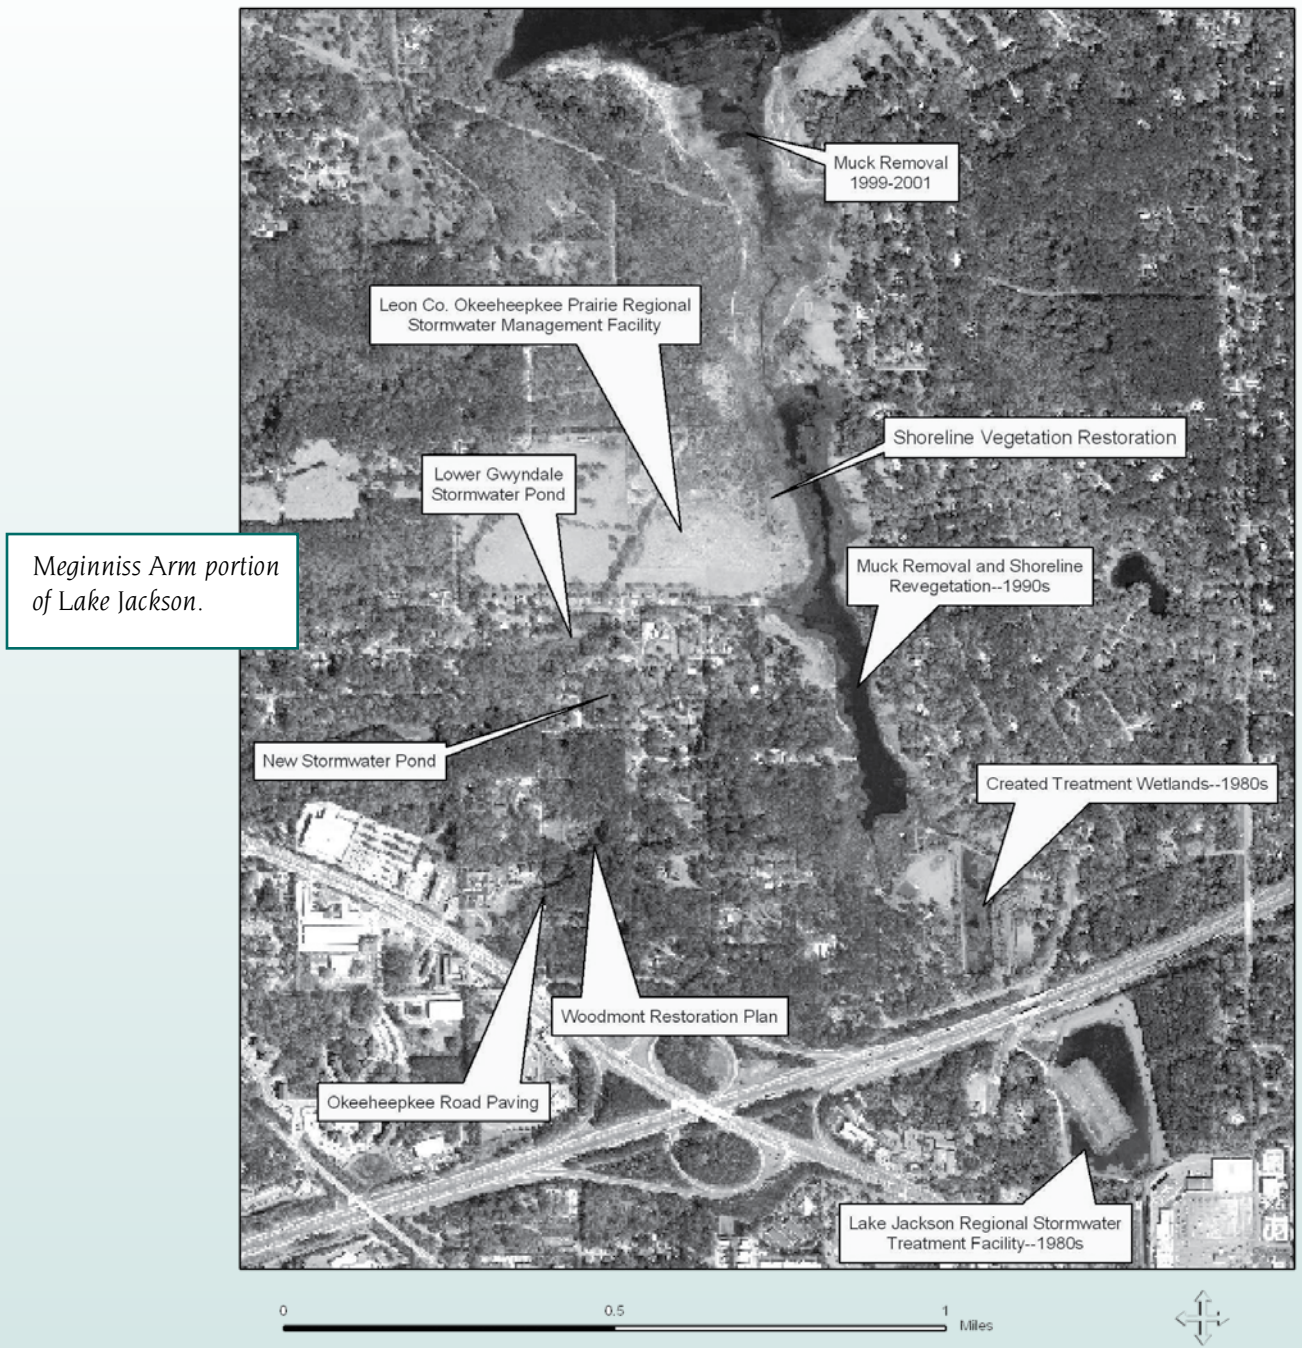 Muck Removal
1999-2001
Leon Co. Okeeheepkee Prairie Regional
Stormwater Management Facility
Shoreline Vegetation Restoration
Lower Gwyndale
Stormwater Pond
Meginniss Arm portion
of Lake Jackson.
Muck Removal and Shoreline
Revegetation--1990s
New Stormwater Pond
Created Treatment Wetlands--1980s
Woodmont Restoration Plan
Okeeheepkee Road Paving
Lake Jackson Regional Stormwater
Treatment Facility--1980s
0 0.5 1
Miles